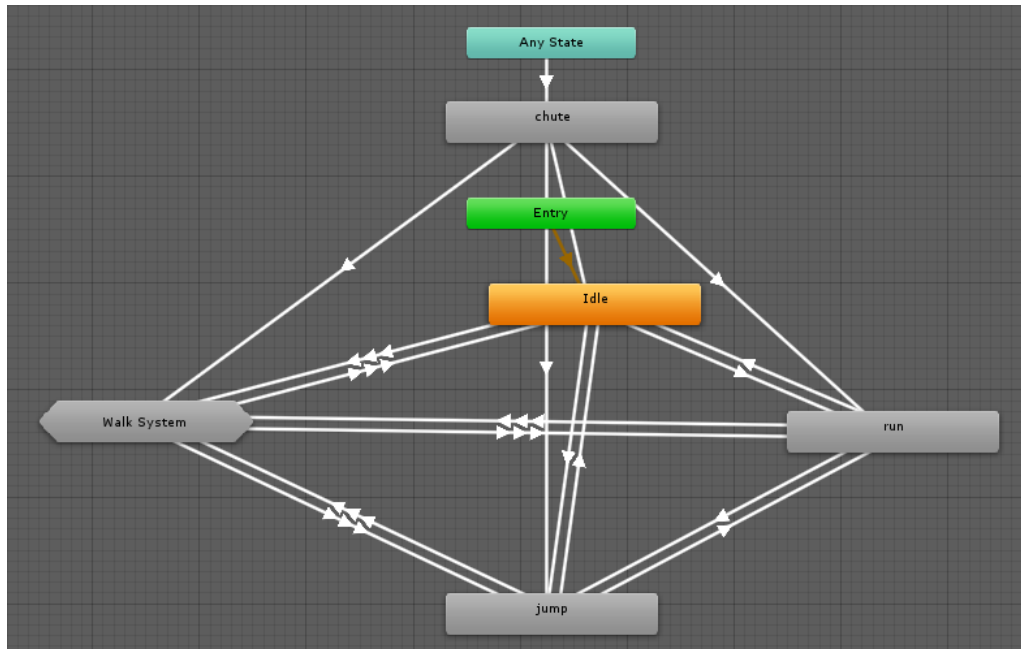 Any State
chute
Entry
Idle
Walk System
run
jump